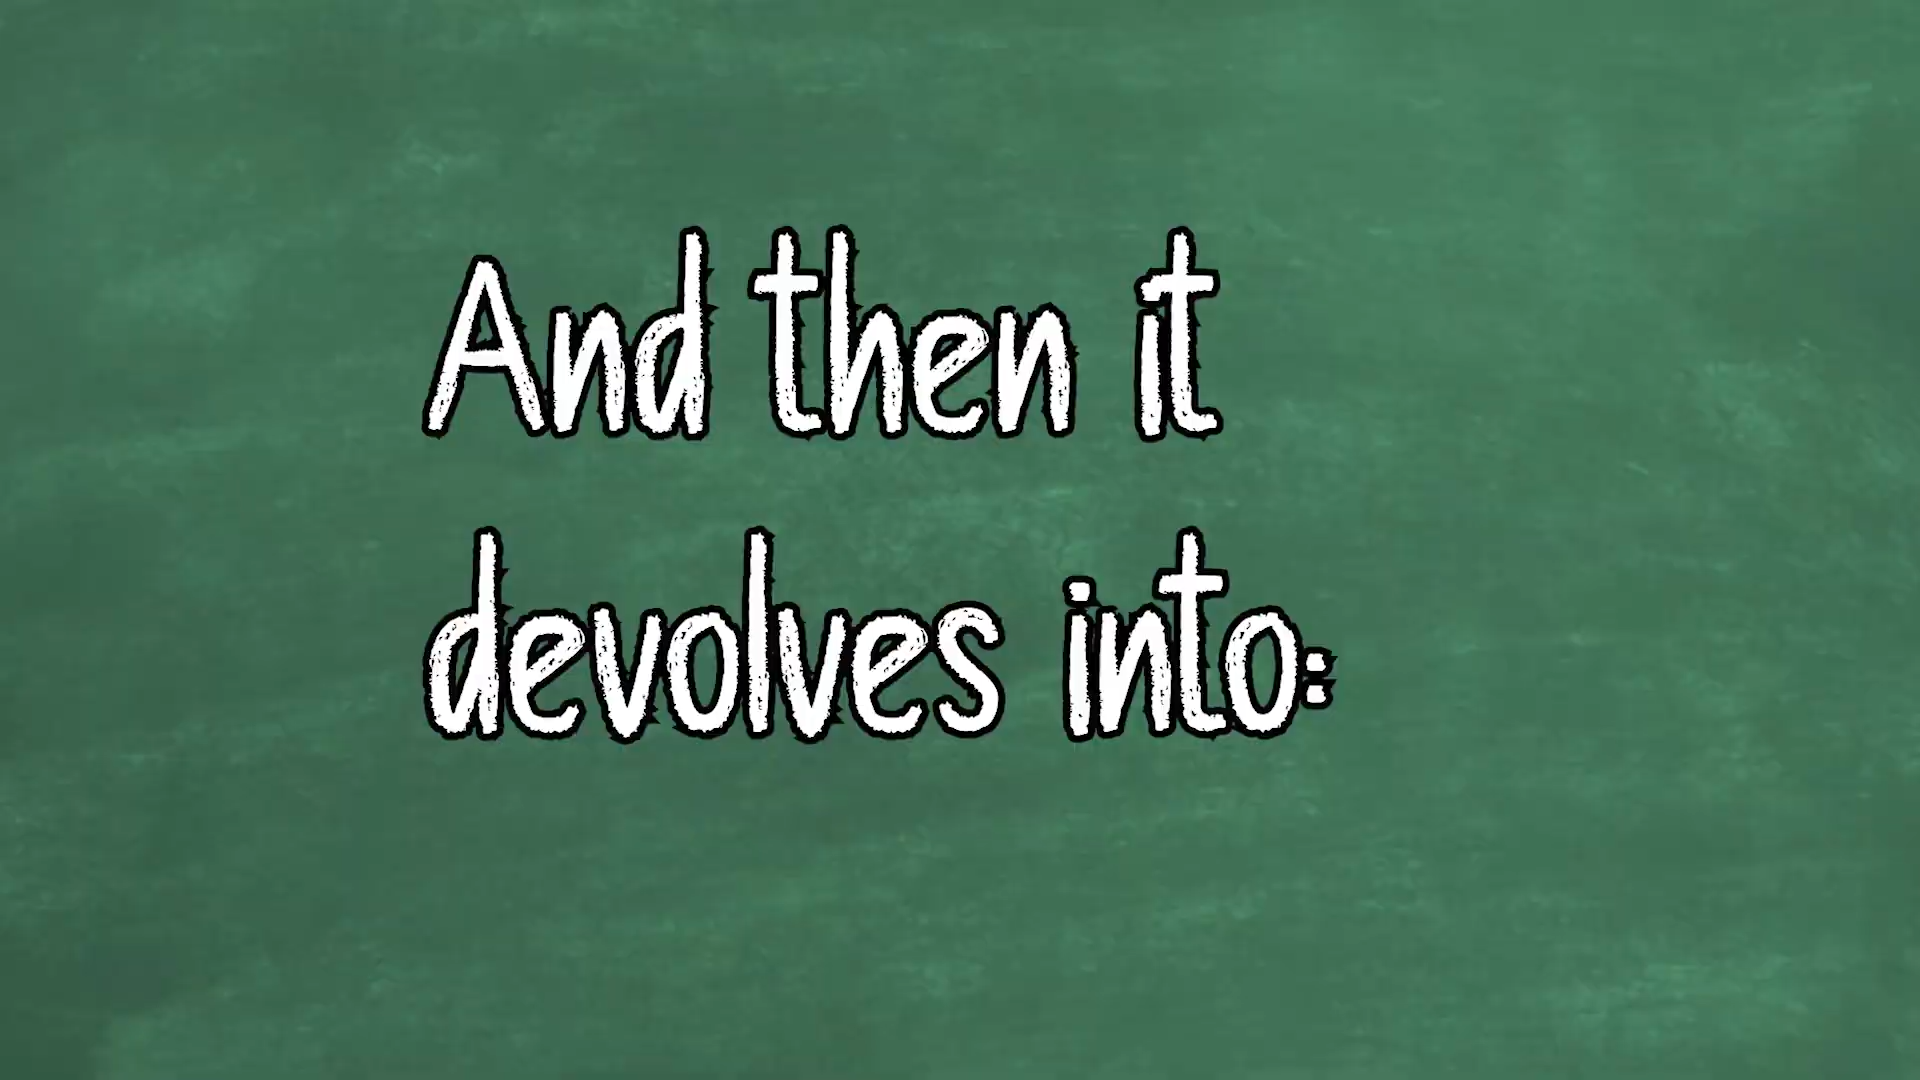 And then it
devolves into: